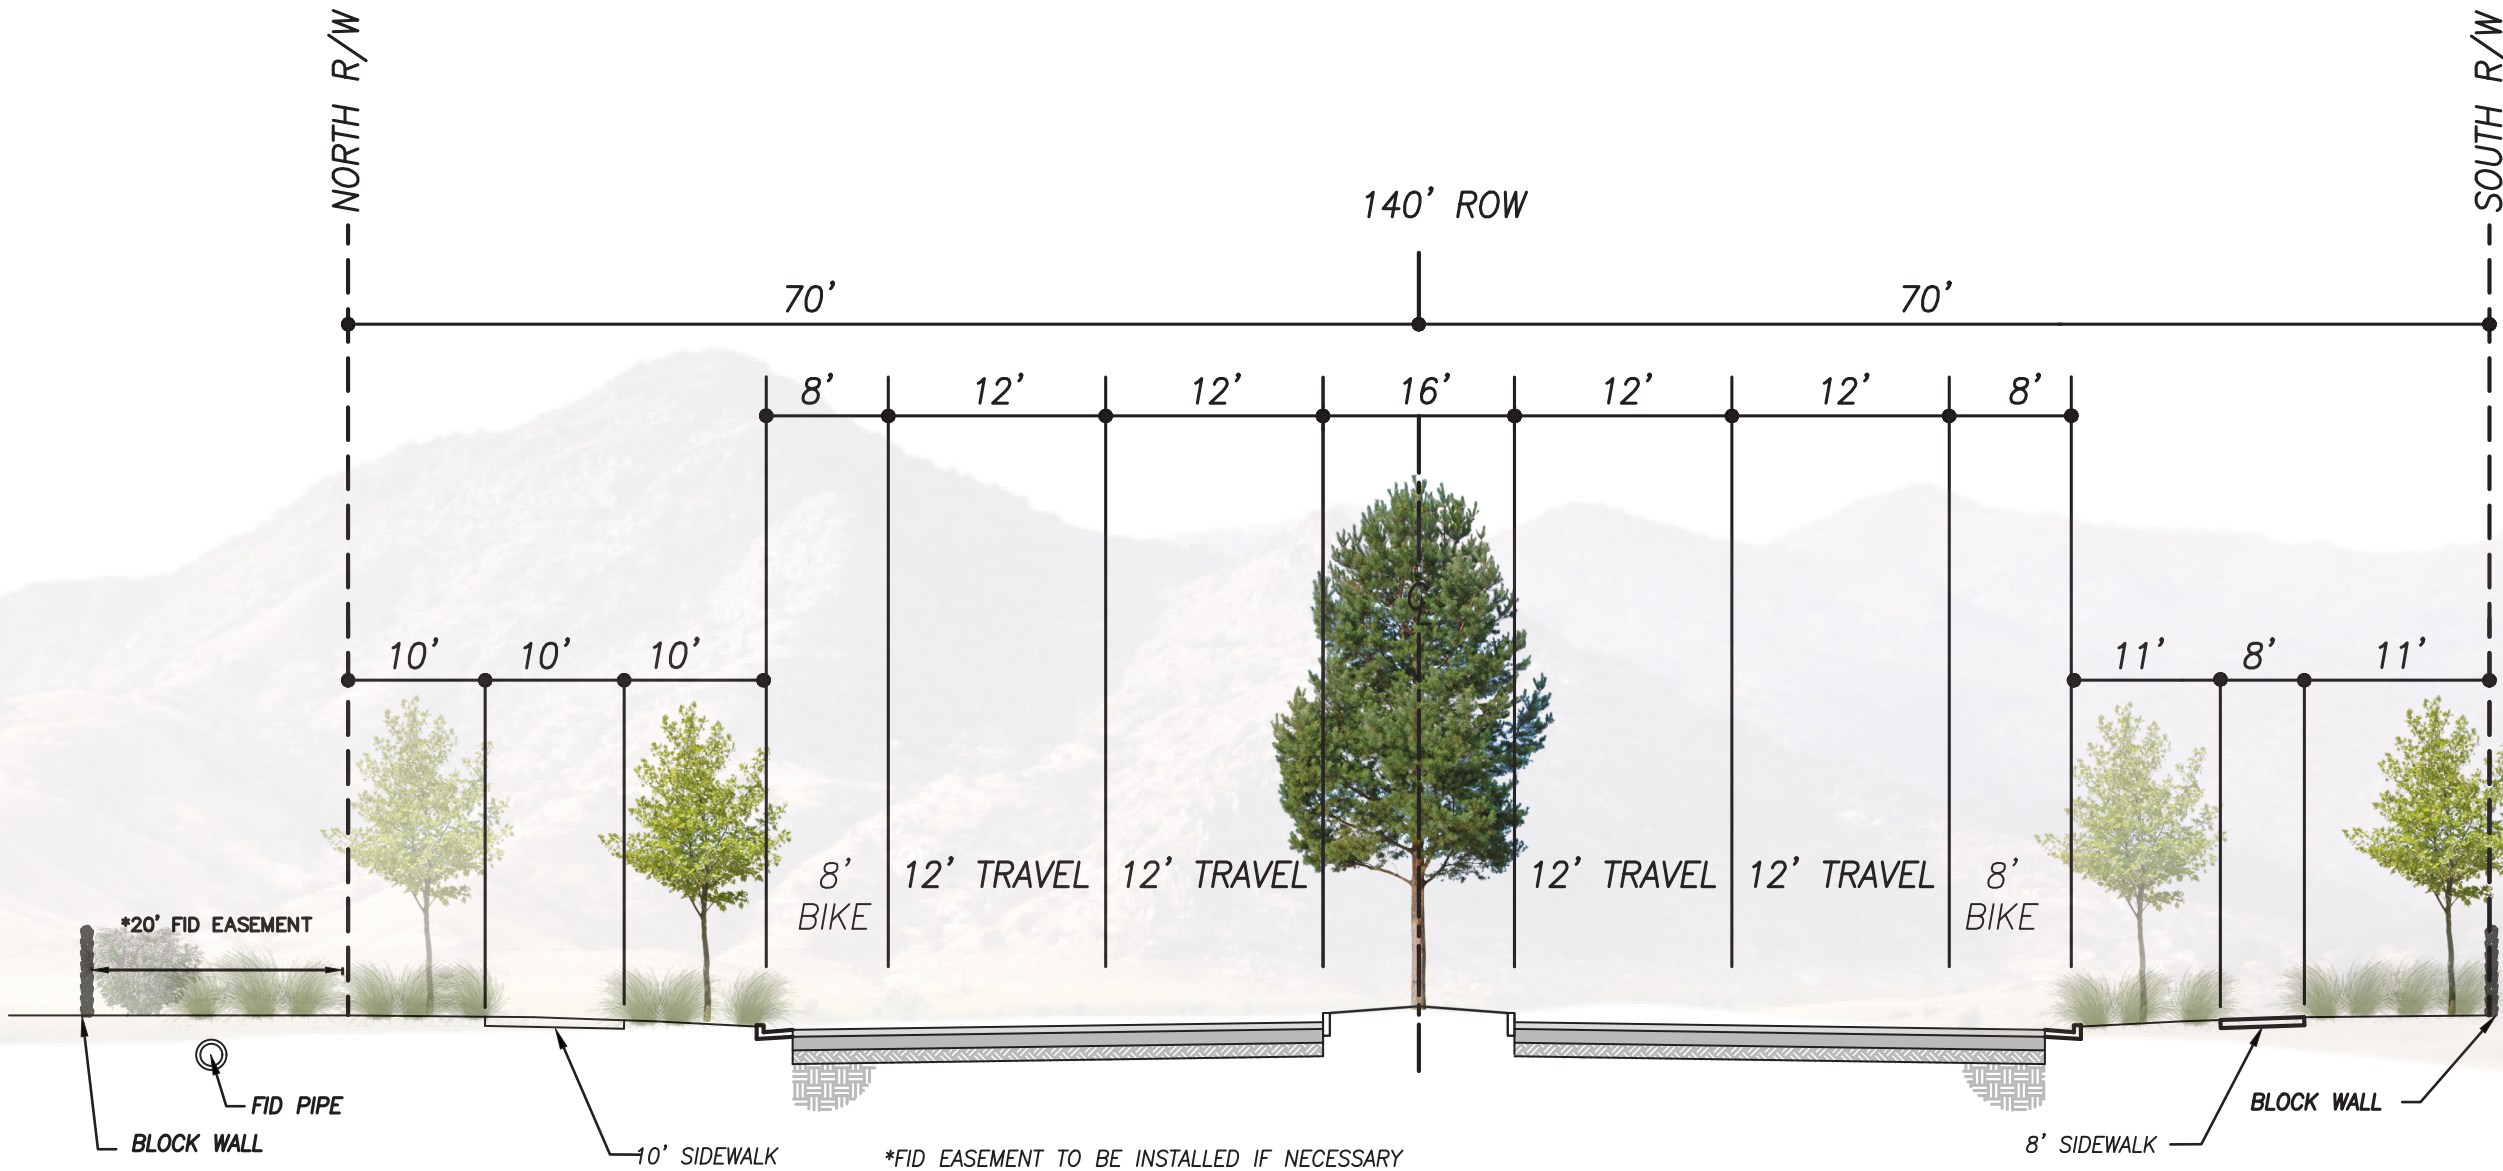 NORTH R/W
SOUTH R/W
140' ROW
70'
70'
8'
12'
12'
16'
12'
12'
8'
10'
10'
10'
11'
8'
11'
CL
8'
BIKE
12' TRAVEL
12' TRAVEL
12' TRAVEL
12' TRAVEL
8'
BIKE
*20' FID EASEMENT
FID PIPE
BLOCK WALL
10' SIDEWALK
*FID EASEMENT TO BE INSTALLED IF NECESSARY
8' SIDEWALK
BLOCK WALL